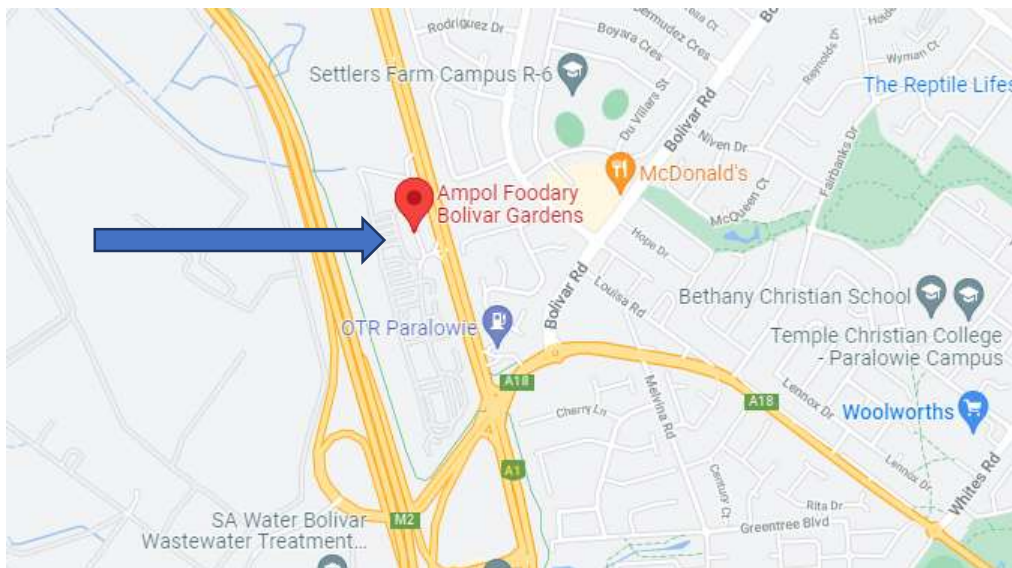 Rodriguez Dr
Bermudez Cres
Boyara Cres
Reynolds Dr
Wyman Ct
Settlers Farm Campus R-6
The Reptile Lifes
Du Villars St
Bolivar Rd
Niven Dr
Fairbanks Dr
McDonald's
Ampol Foodary
Bolivar Gardens
McQueen Ct
Hope Dr
Bolivar Rd
Louisa Rd
Bethany Christian School
OTR Paralowie
Temple Christian College
- Paralowie Campus
A18
A18
Cherry Ln
Melvina Rd
Lennox Dr
Woolworths
A1
Century Ct
Lennox Dr
Whites Rd
SA Water Bolivar
Wastewater Treatment...
M2
Rita Dr
Greentree Blvd